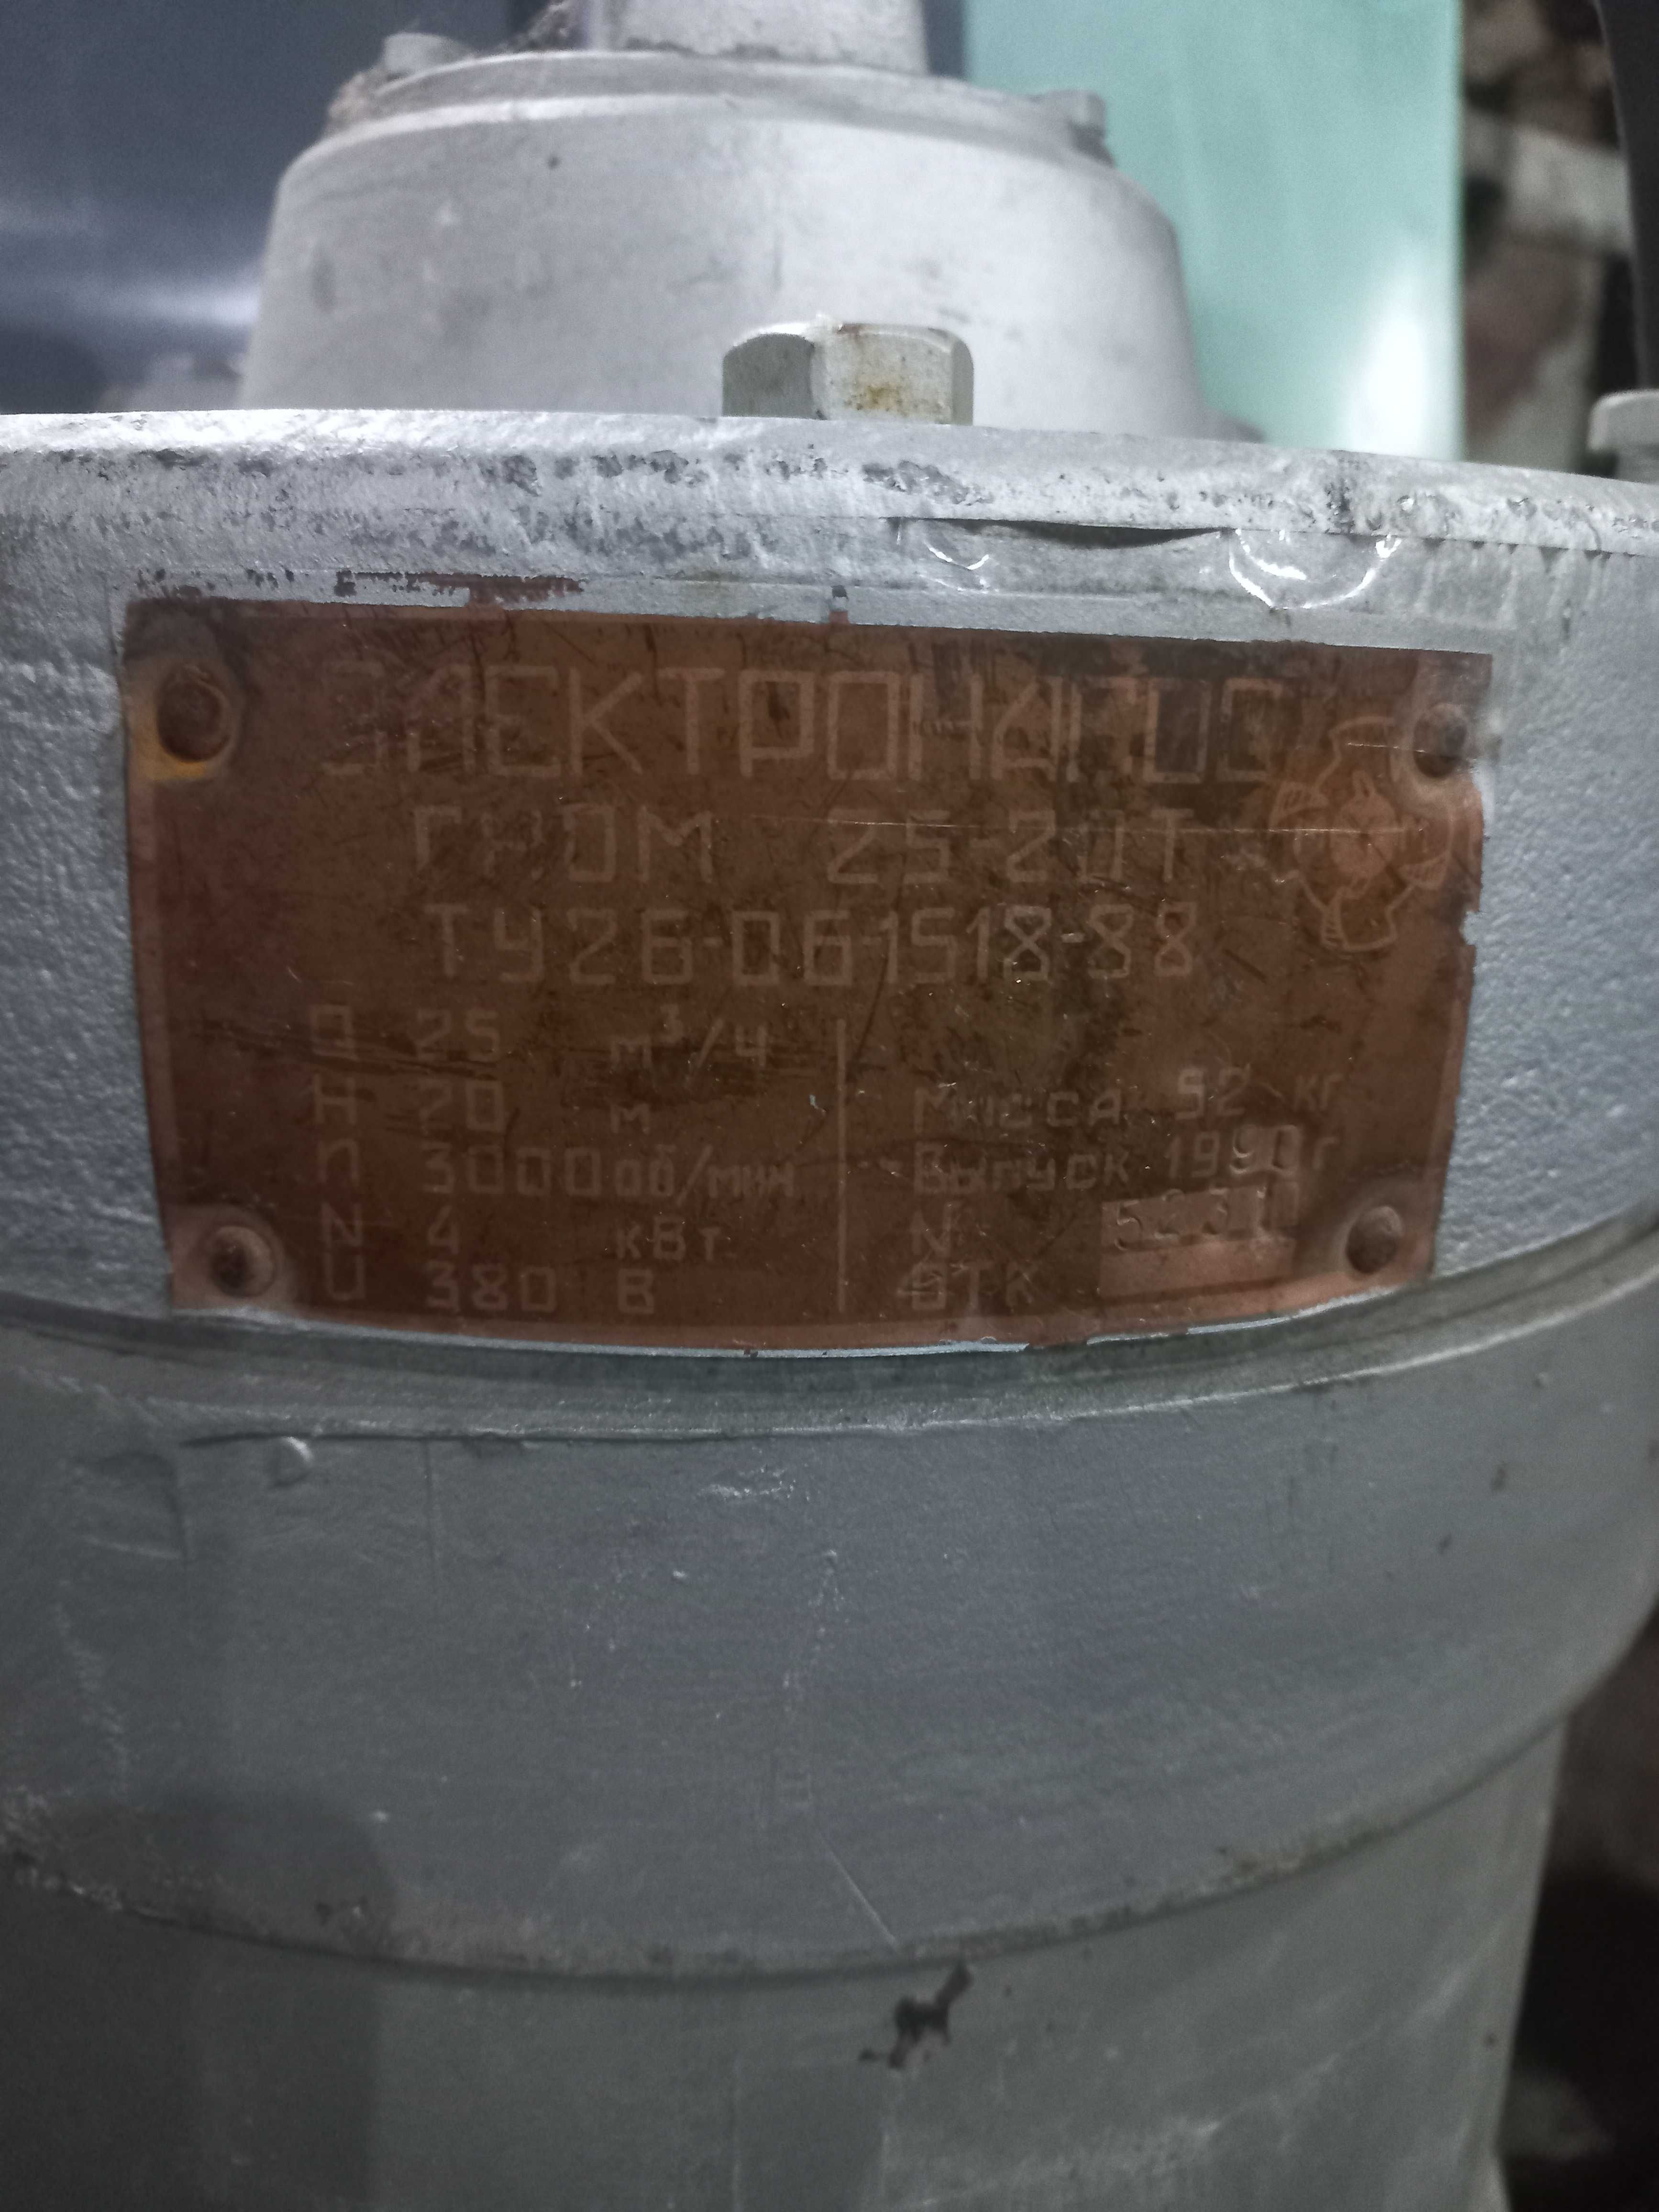 ЭЛЕКТРОНАСОС
ГНОМ 25-20Т
ТУ26-06-1518-88
Q 25 м³/ч
H 20 м
n 3000 об/мин
N 4 кВт
U 380 В
Масса 52 кг
Выпуск 1990г
N
ОТК